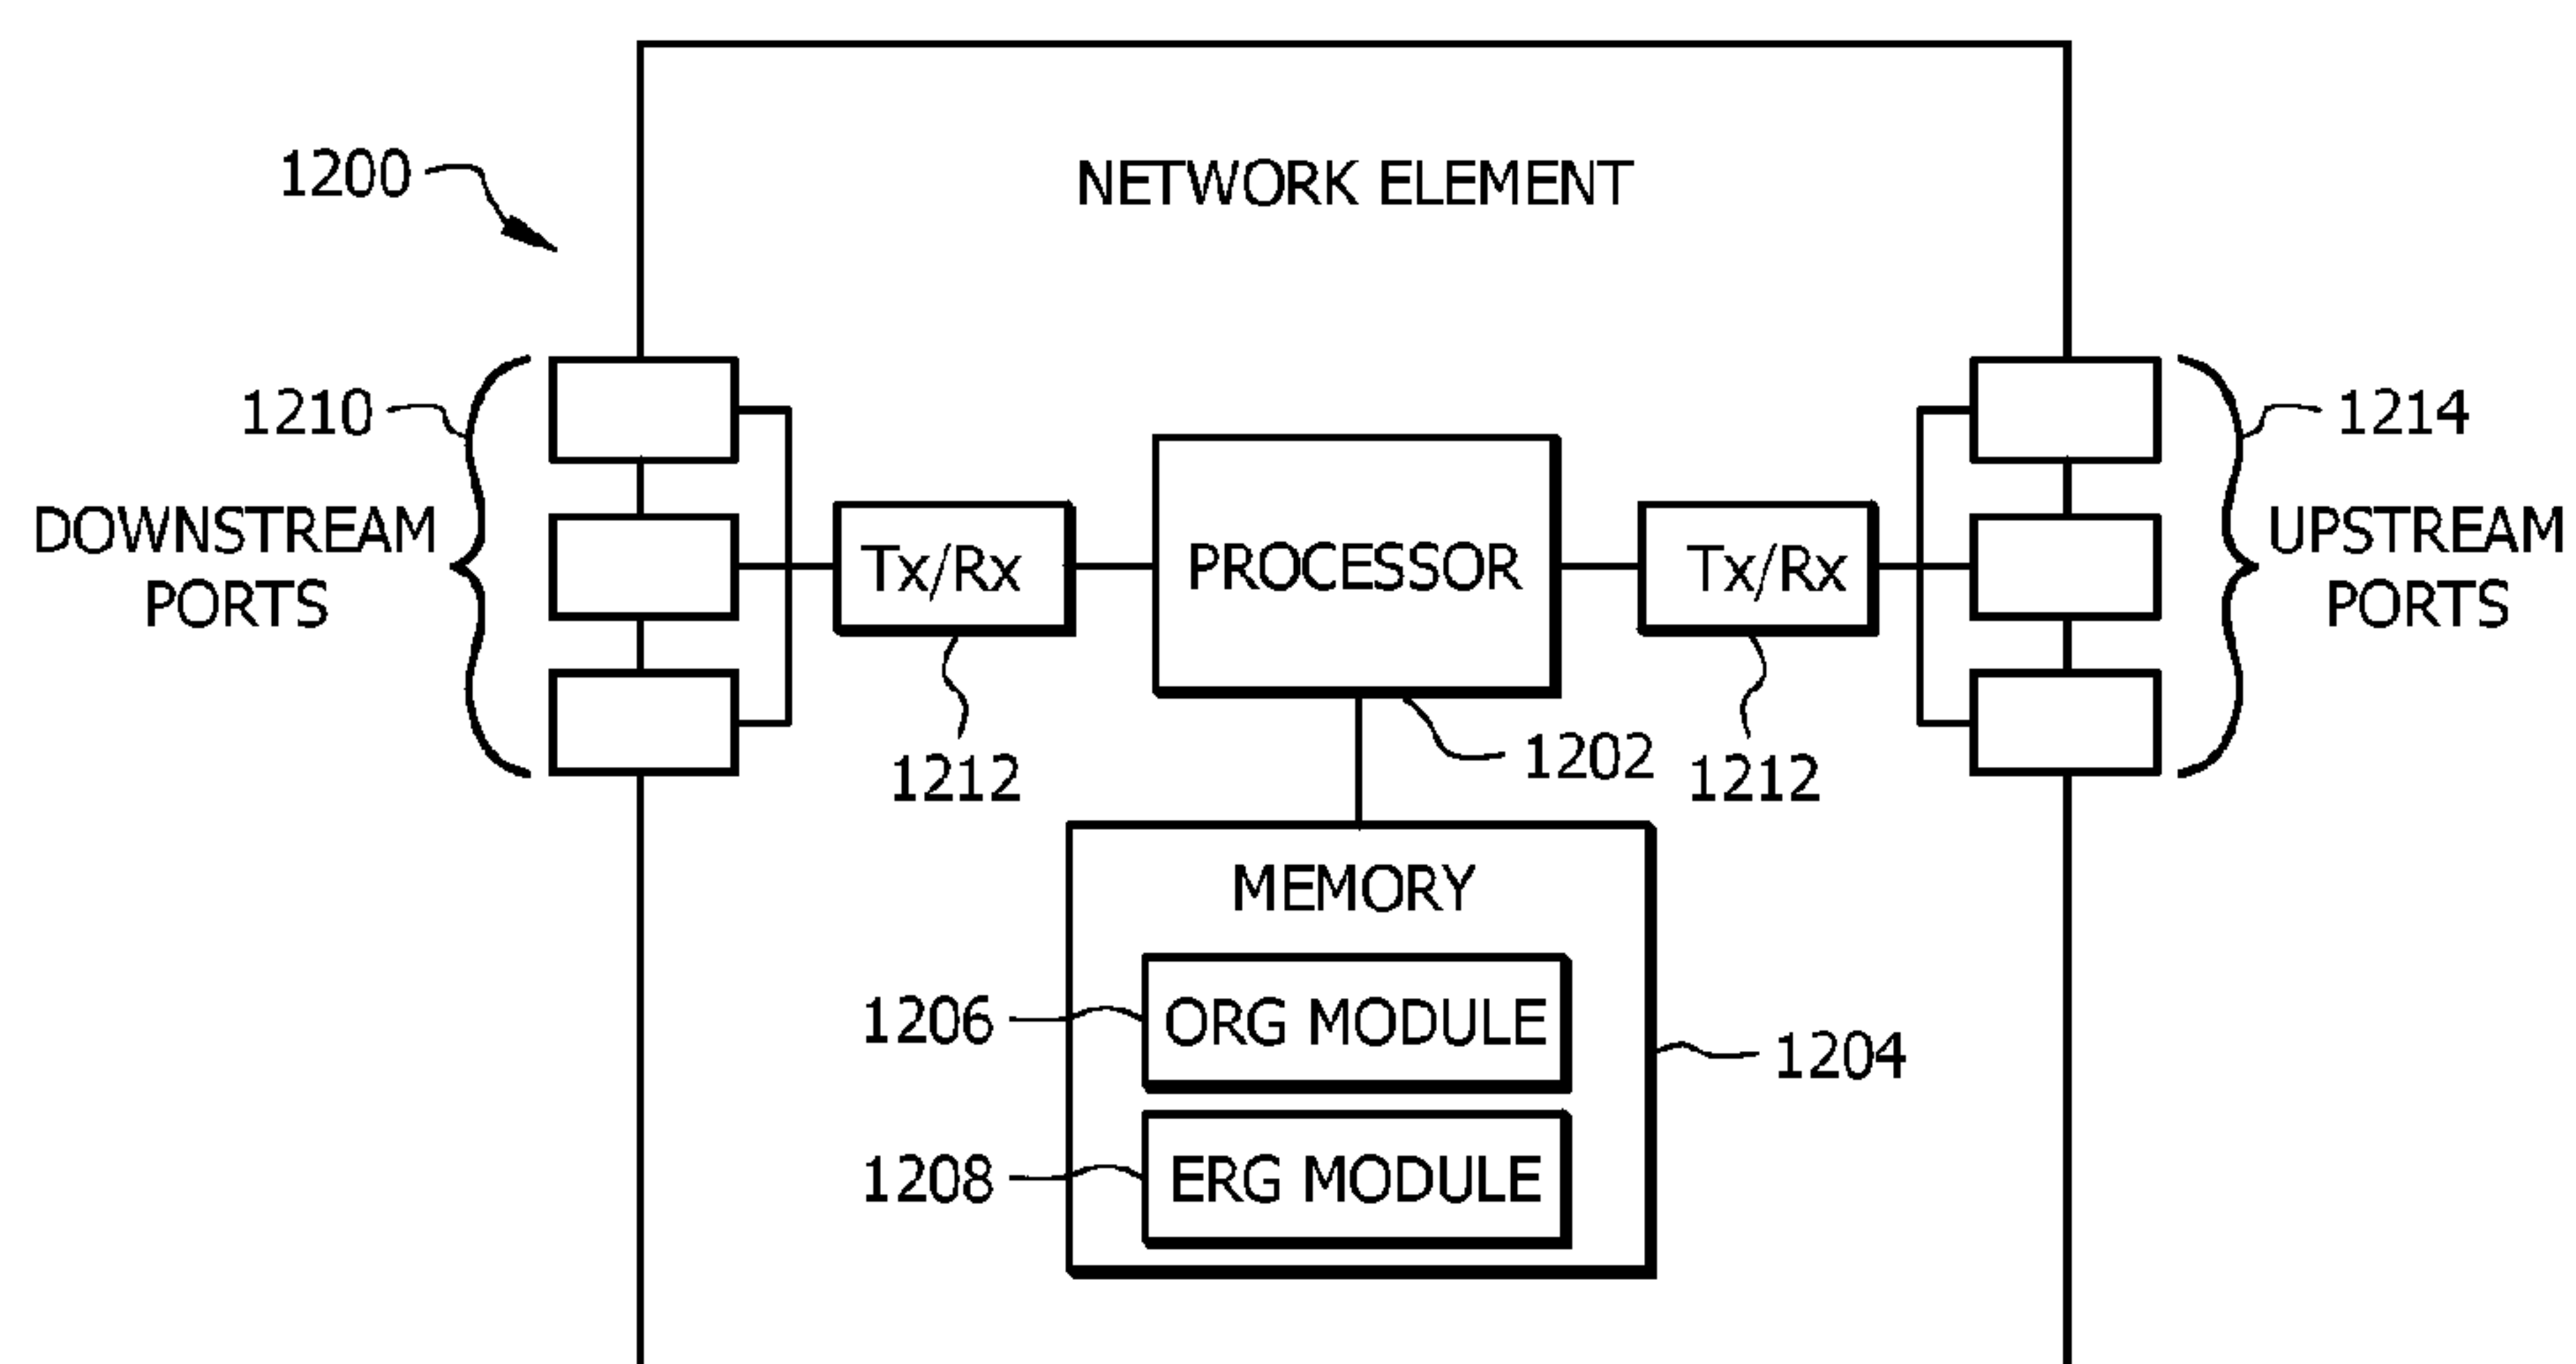 1200
NETWORK ELEMENT
1210
1214
DOWNSTREAM
PORTS
Tx/Rx
PROCESSOR
Tx/Rx
UPSTREAM
PORTS
1212
1202
1212
MEMORY
1206
ORG MODULE
1204
1208
ERG MODULE